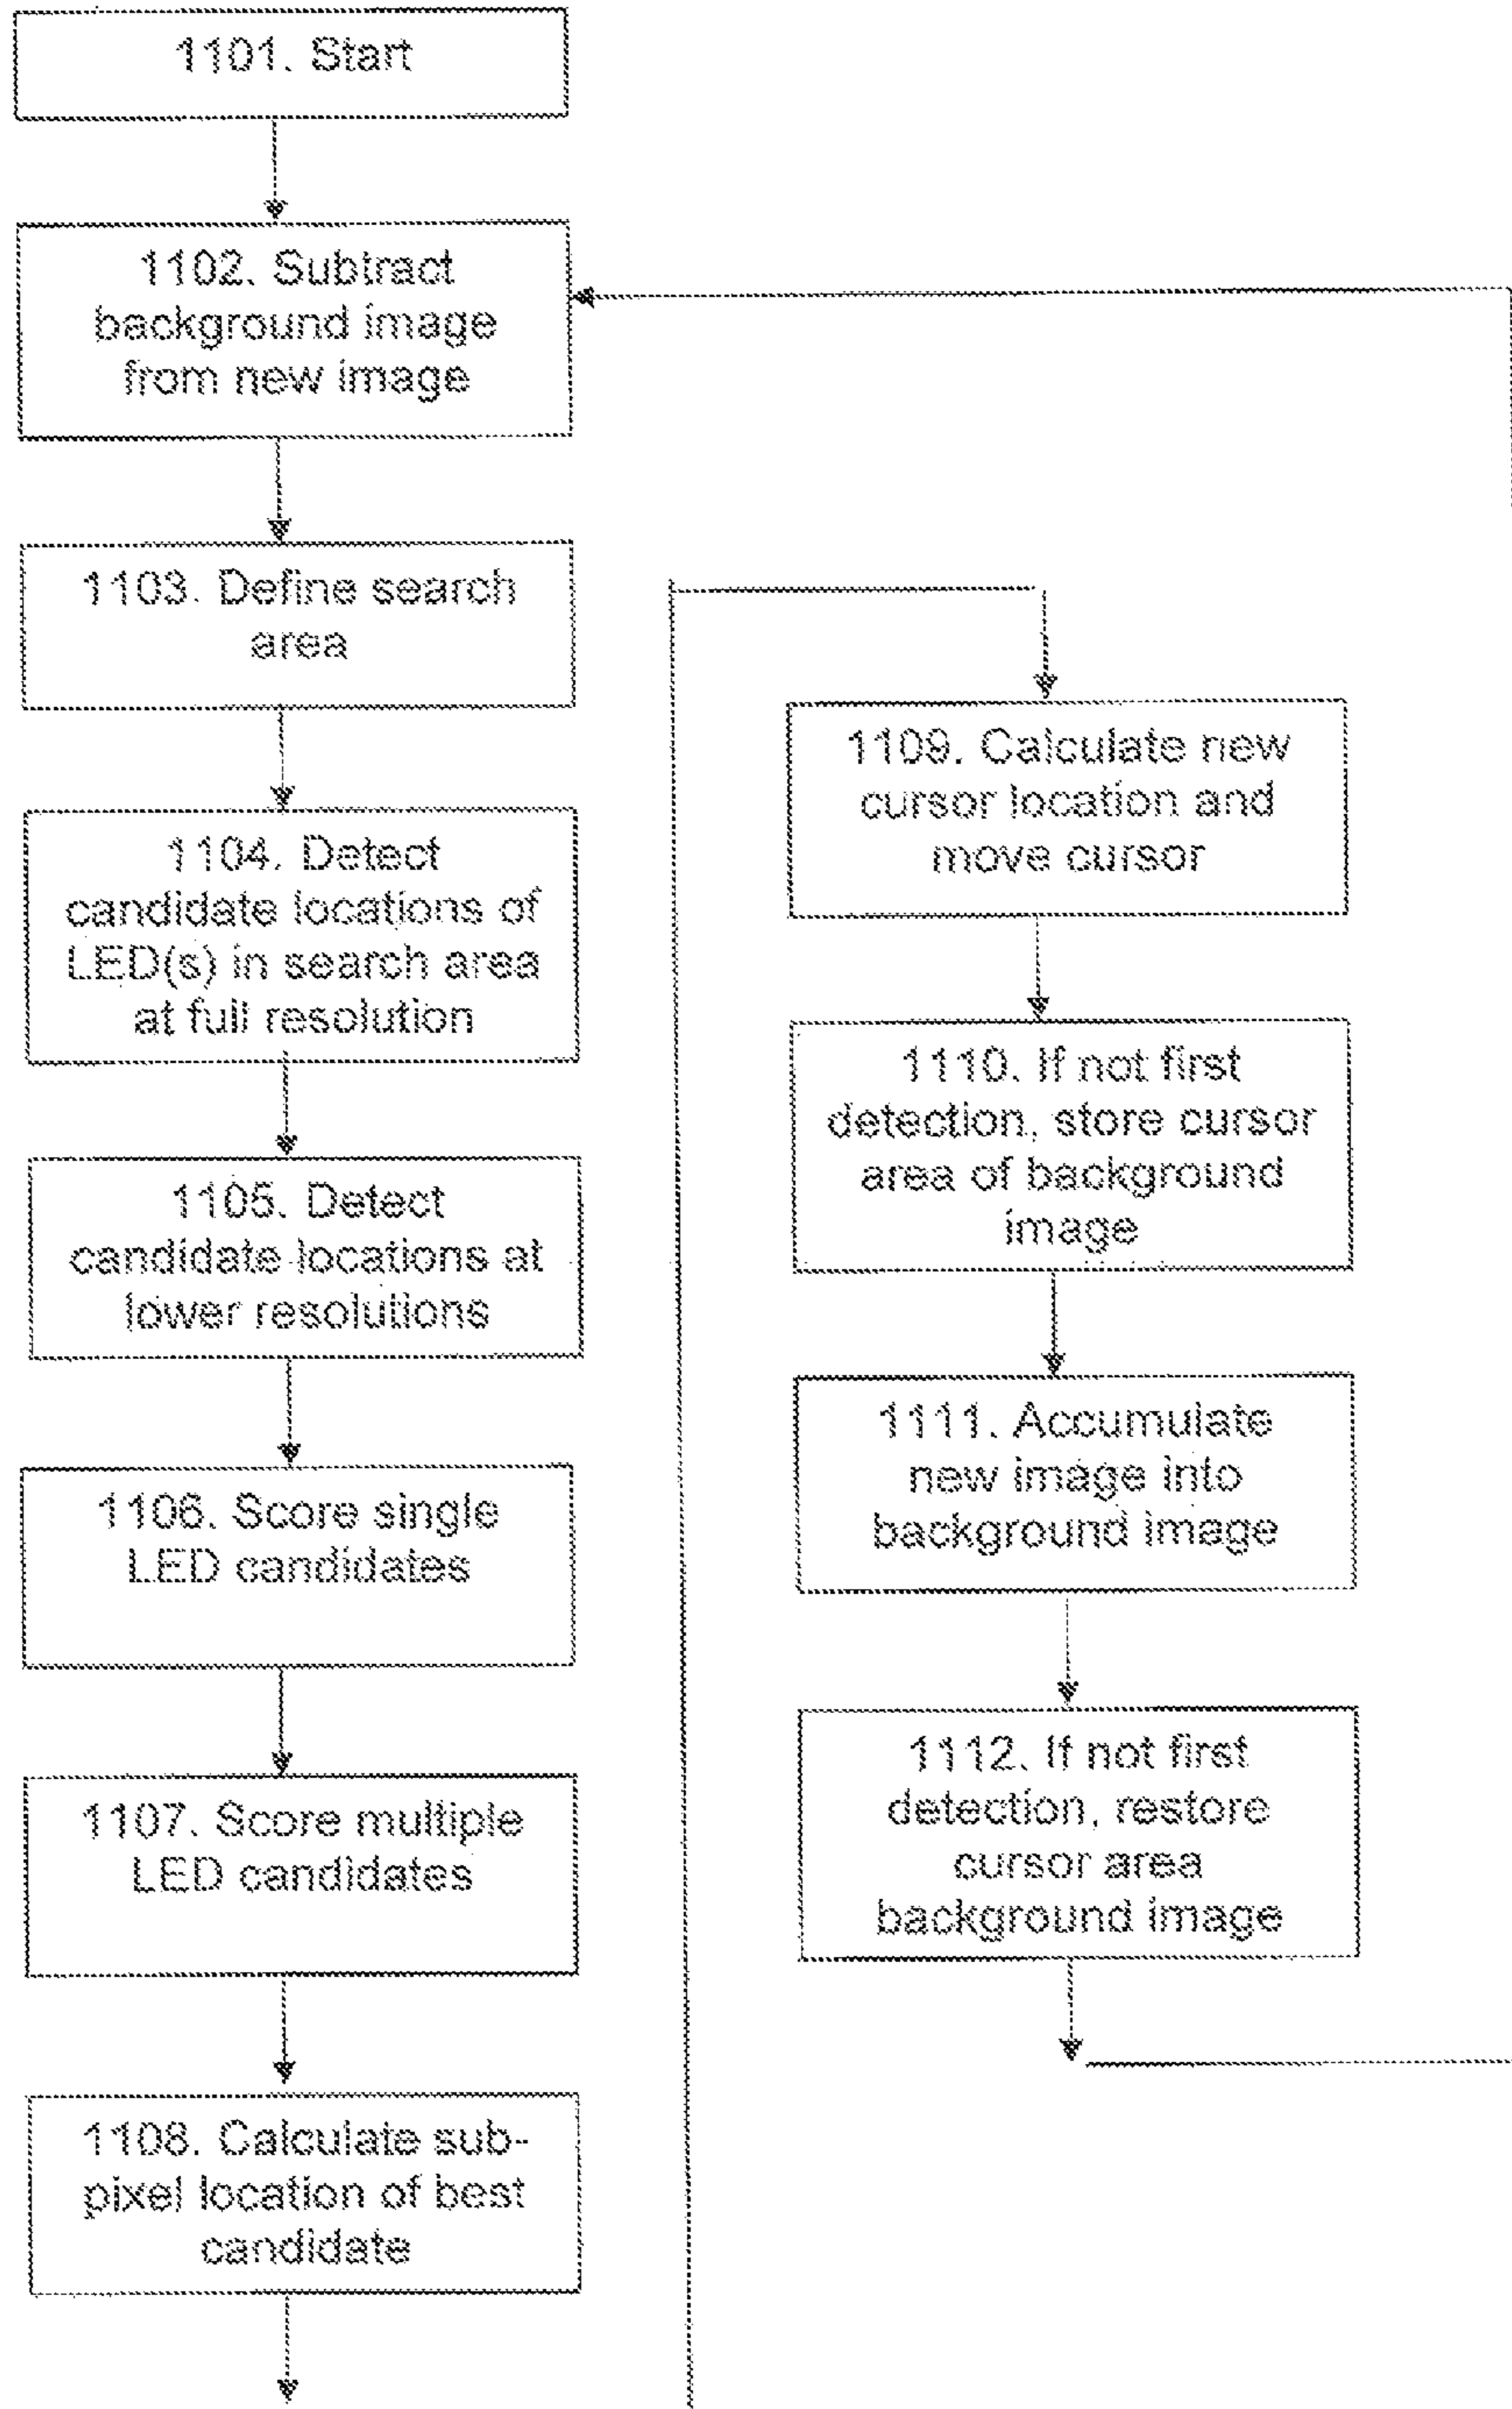 1101. Start
1102. Subtract
background image
from new image
1103. Define search
area
1104. Detect
candidate locations of
LED(s) in search area
at full resolution
1105. Detect
candidate locations at
lower resolutions
1106. Score single
LED candidates
1107. Score multiple
LED candidates
1108. Calculate sub-
pixel location of best
candidate
1109. Calculate new
cursor location and
move cursor
1110. If not first
detection, store cursor
area of background
image
1111. Accumulate
new image into
background image
1112. If not first
detection, restore
cursor area
background image